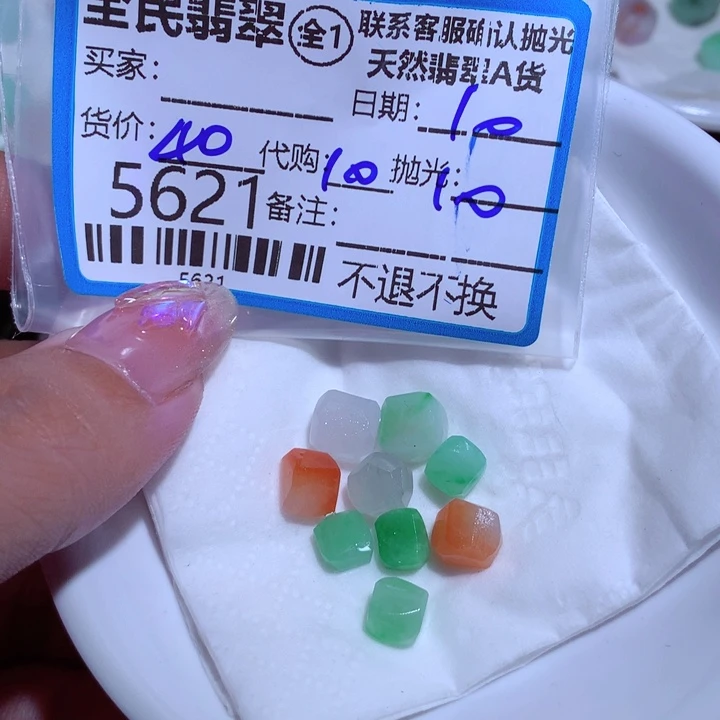 全民翡翠 全1 联系客服确认抛光
天然翡翠A货
买家:
日期: 10
货价: 40 代购: 10 抛光: 10
5621 备注:
5621
不退不换